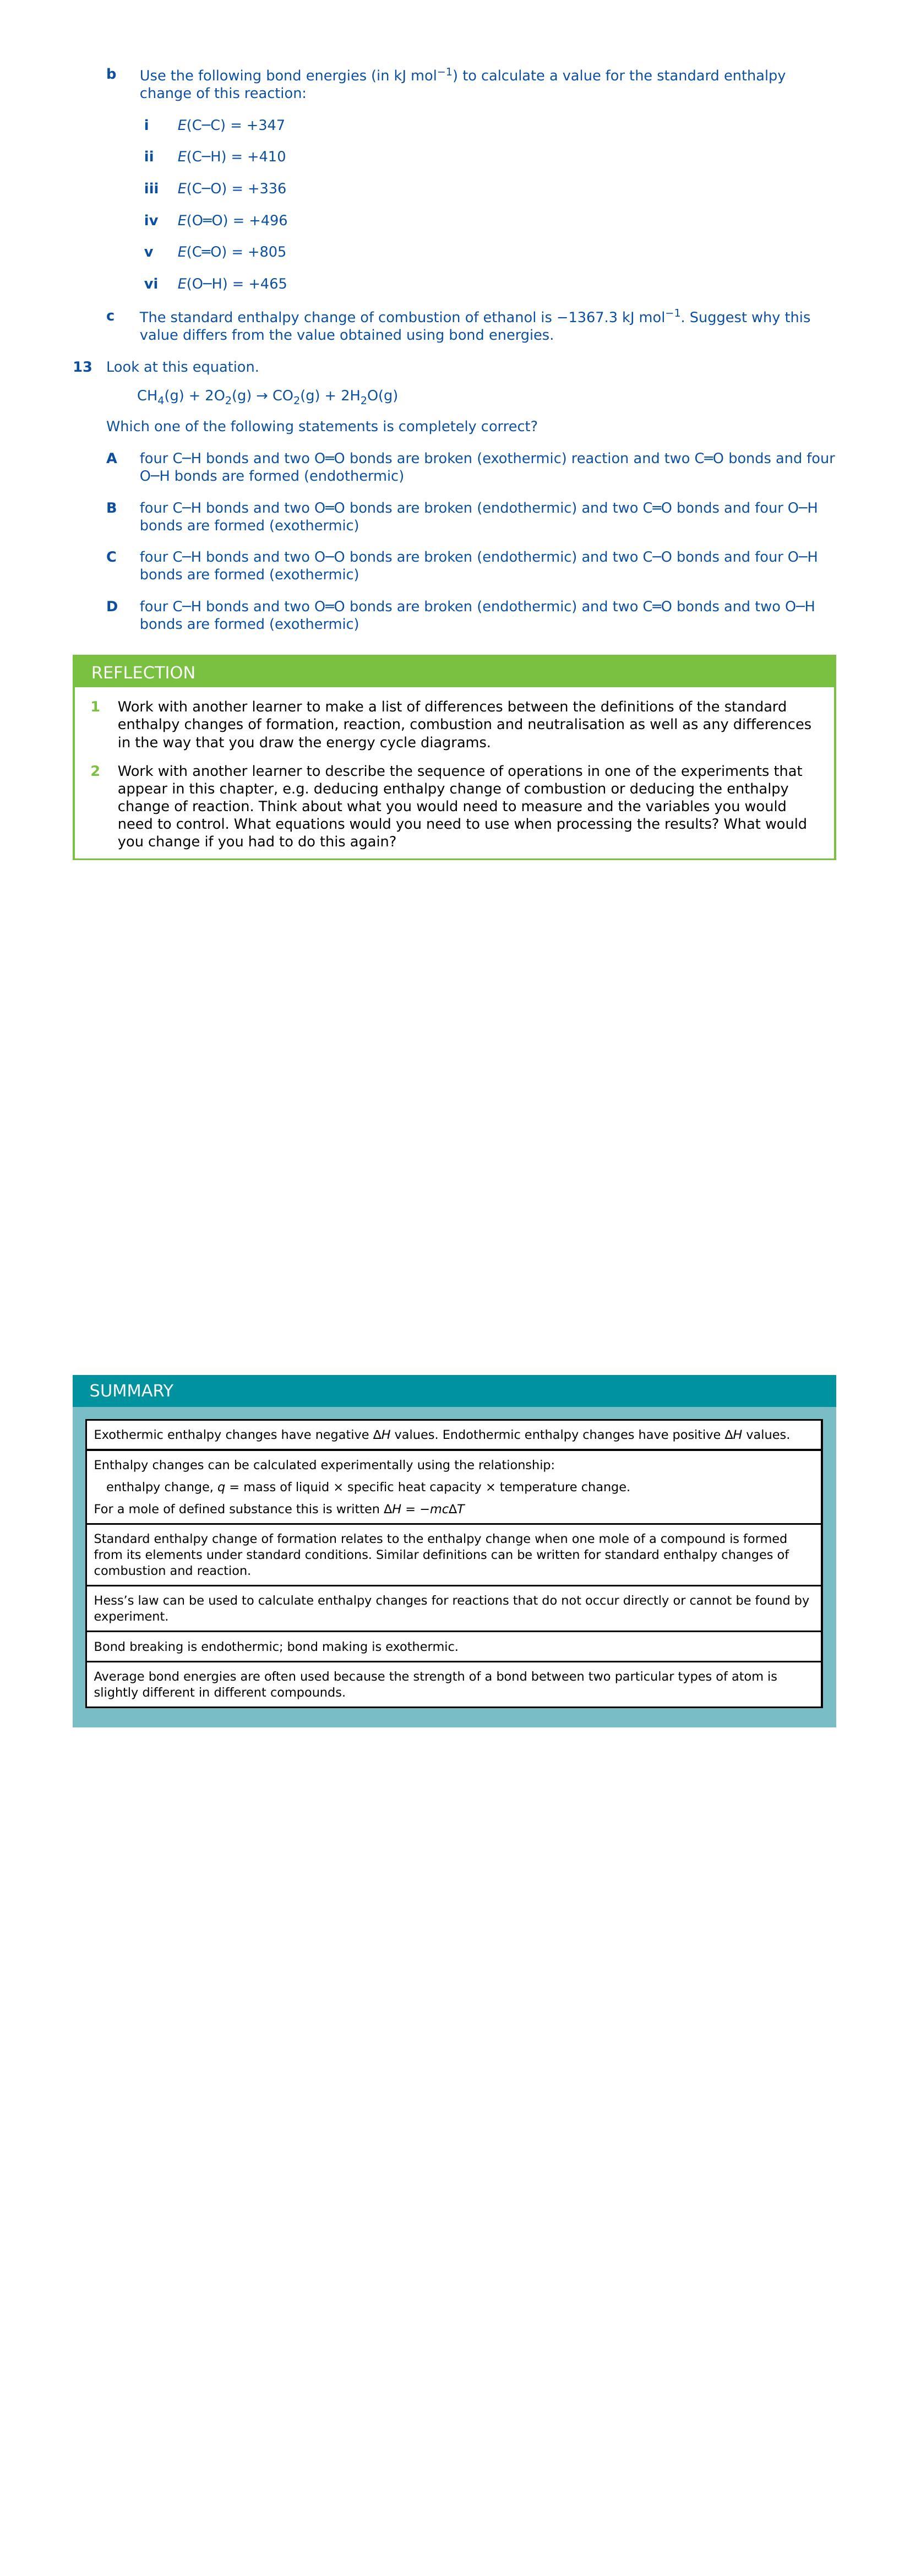 b Use the following bond energies (in kJ mol⁻¹) to calculate a value for the standard enthalpy
change of this reaction:
i E(C─C) = +347
ii E(C─H) = +410
iii E(C─O) = +336
iv E(O═O) = +496
v E(C═O) = +805
vi E(O─H) = +465
c The standard enthalpy change of combustion of ethanol is −1367.3 kJ mol⁻¹. Suggest why this
value differs from the value obtained using bond energies.
13 Look at this equation.
CH₄(g) + 2O₂(g) → CO₂(g) + 2H₂O(g)
Which one of the following statements is completely correct?
A four C─H bonds and two O═O bonds are broken (exothermic) reaction and two C═O bonds and four
O─H bonds are formed (endothermic)
B four C─H bonds and two O═O bonds are broken (endothermic) and two C═O bonds and four O─H
bonds are formed (exothermic)
C four C─H bonds and two O─O bonds are broken (endothermic) and two C─O bonds and four O─H
bonds are formed (exothermic)
D four C─H bonds and two O═O bonds are broken (endothermic) and two C═O bonds and two O─H
bonds are formed (exothermic)
REFLECTION
1 Work with another learner to make a list of differences between the definitions of the standard
enthalpy changes of formation, reaction, combustion and neutralisation as well as any differences
in the way that you draw the energy cycle diagrams.
2 Work with another learner to describe the sequence of operations in one of the experiments that
appear in this chapter, e.g. deducing enthalpy change of combustion or deducing the enthalpy
change of reaction. Think about what you would need to measure and the variables you would
need to control. What equations would you need to use when processing the results? What would
you change if you had to do this again?
SUMMARY
Exothermic enthalpy changes have negative ΔH values. Endothermic enthalpy changes have positive ΔH values.
Enthalpy changes can be calculated experimentally using the relationship:
enthalpy change, q = mass of liquid × specific heat capacity × temperature change.
For a mole of defined substance this is written ΔH = −mcΔT
Standard enthalpy change of formation relates to the enthalpy change when one mole of a compound is formed
from its elements under standard conditions. Similar definitions can be written for standard enthalpy changes of
combustion and reaction.
Hess’s law can be used to calculate enthalpy changes for reactions that do not occur directly or cannot be found by
experiment.
Bond breaking is endothermic; bond making is exothermic.
Average bond energies are often used because the strength of a bond between two particular types of atom is
slightly different in different compounds.